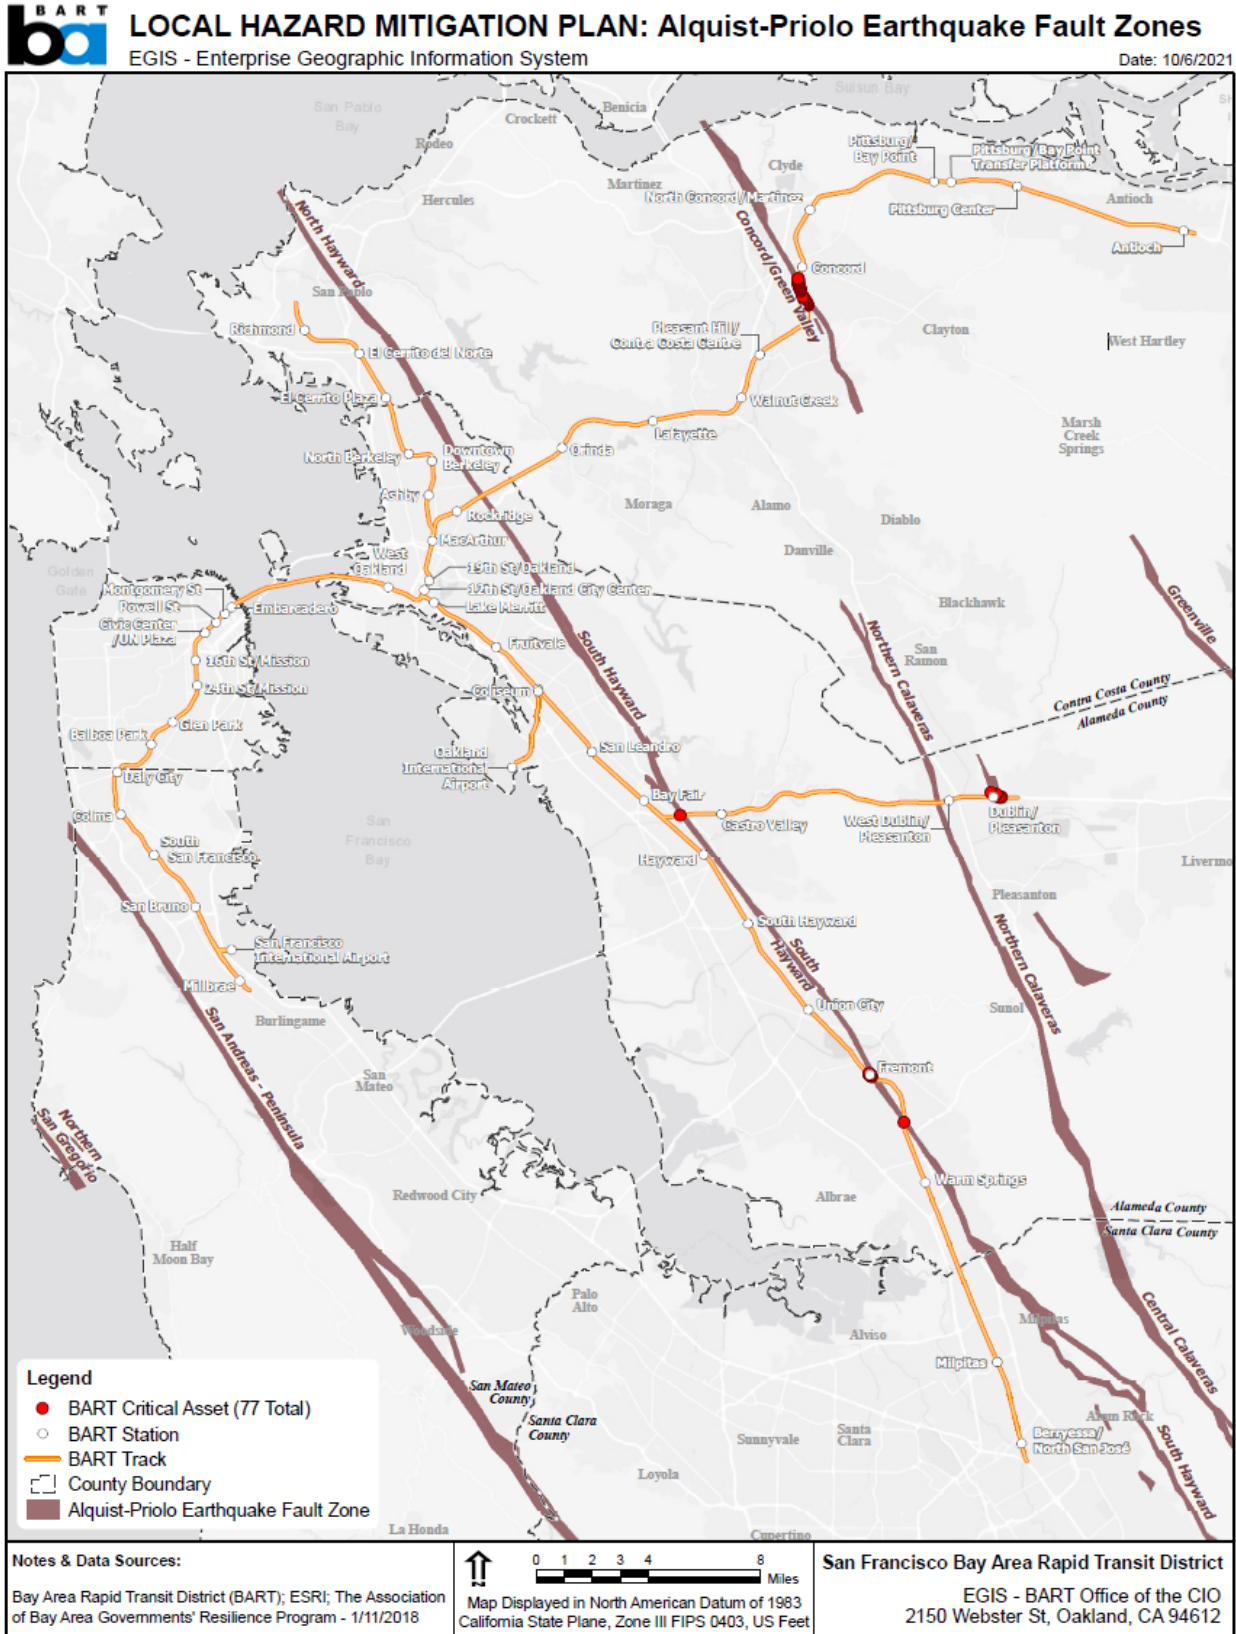 BART
ba
LOCAL HAZARD MITIGATION PLAN: Alquist-Priolo Earthquake Fault Zones
EGIS - Enterprise Geographic Information System
Date: 10/6/2021
San Pablo
Bay
Benicia
Crockett
Rodeo
Suisun Bay
Hercules
Martinez
Clyde
Pittsburg/
Bay Point
Pittsburg/Bay Point
Transfer Platform
North Concord/Martinez
Pittsburg Center
Antioch
Antioch
North Hayward
San Pablo
Concord/Green Valley
Concord
Richmond
El Cerrito del Norte
Pleasant Hill/
Contra Costa Centre
Clayton
West Hartley
El Cerrito Plaza
Walnut Creek
Lafayette
Orinda
Marsh
Creek
Springs
North Berkeley
Downtown
Berkeley
Ashby
Rockridge
Moraga
Alamo
Diablo
MacArthur
Danville
West
Oakland
19th St/Oakland
12th St/Oakland City Center
Lake Merritt
Golden
Gate
Montgomery St
Powell St
Civic Center
/UN Plaza
Embarcadero
Blackhawk
Greenville
16th St/Mission
Fruitvale
South Hayward
Northern Calaveras
San
Ramon
24th St/Mission
Coliseum
Contra Costa County
Alameda County
Glen Park
Balboa Park
San Leandro
Oakland
International
Airport
Daly City
Colma
Bay Fair
Castro Valley
West Dublin/
Pleasanton
Dublin/
Pleasanton
South
San Francisco
San
Francisco
Bay
Hayward
Livermo
San Bruno
Pleasanton
South Hayward
Northern Calaveras
San Francisco
International Airport
South
Hayward
Millbrae
Union City
Sunol
Burlingame
San Andreas - Peninsula
San
Mateo
Fremont
Northern
San Gregorio
Warm Springs
Redwood City
Albrae
Alameda County
Santa Clara County
Half
Moon Bay
Palo
Alto
Central Calaveras
Woodside
Alviso
Milpitas
Milpitas
San Mateo
County
Santa Clara
County
Alum Rock
Sunnyvale
Santa
Clara
Berryessa/
North San José
South Hayward
Loyola
La Honda
Cupertino
Legend
BART Critical Asset (77 Total)
BART Station
BART Track
County Boundary
Alquist-Priolo Earthquake Fault Zone
Notes & Data Sources:
Bay Area Rapid Transit District (BART); ESRI; The Association
of Bay Area Governments' Resilience Program - 1/11/2018
N
0 1 2 3 4 8
Miles
Map Displayed in North American Datum of 1983
California State Plane, Zone III FIPS 0403, US Feet
San Francisco Bay Area Rapid Transit District
EGIS - BART Office of the CIO
2150 Webster St, Oakland, CA 94612